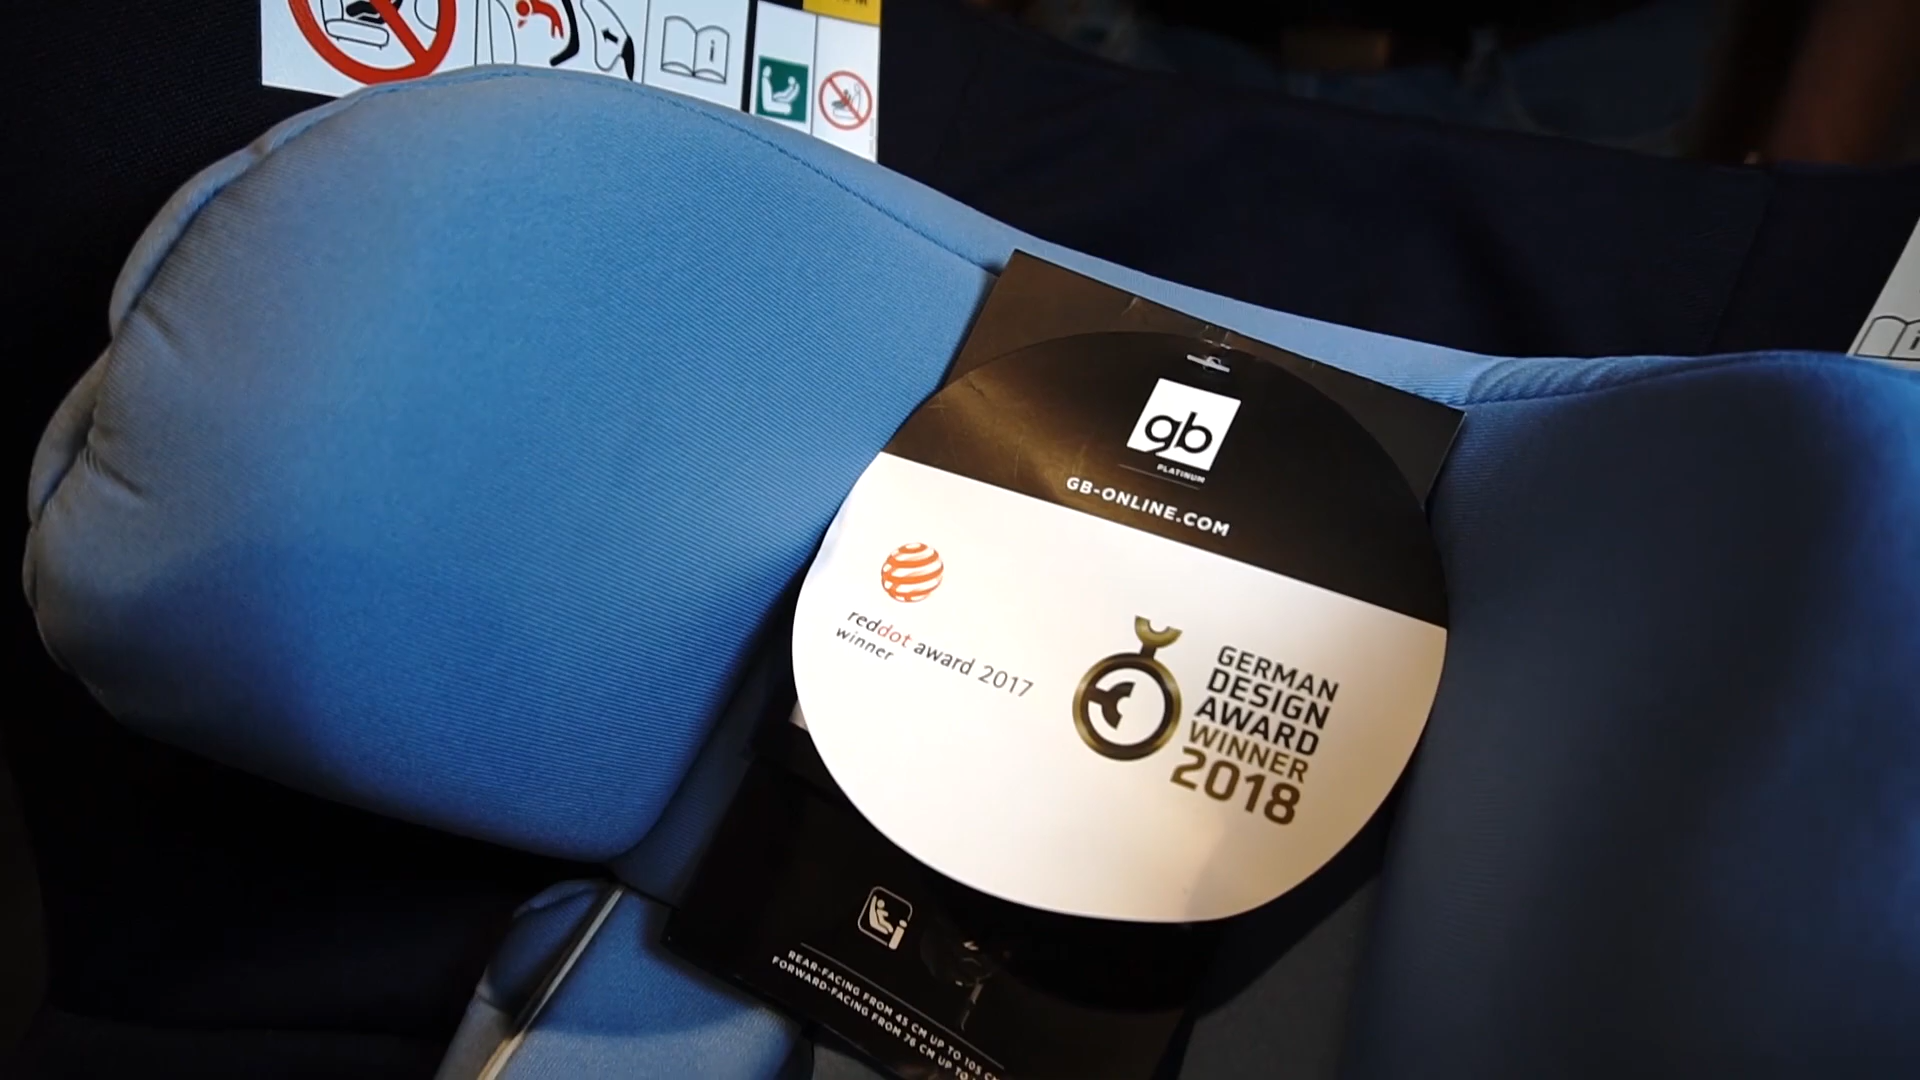 gb
PLATINUM
GB-ONLINE.COM
reddot award 2017
winner
GERMAN
DESIGN
AWARD
WINNER
2018
REAR-FACING FROM 45 CM UP TO 105
FORWARD-FACING FROM 76 CM UP TO